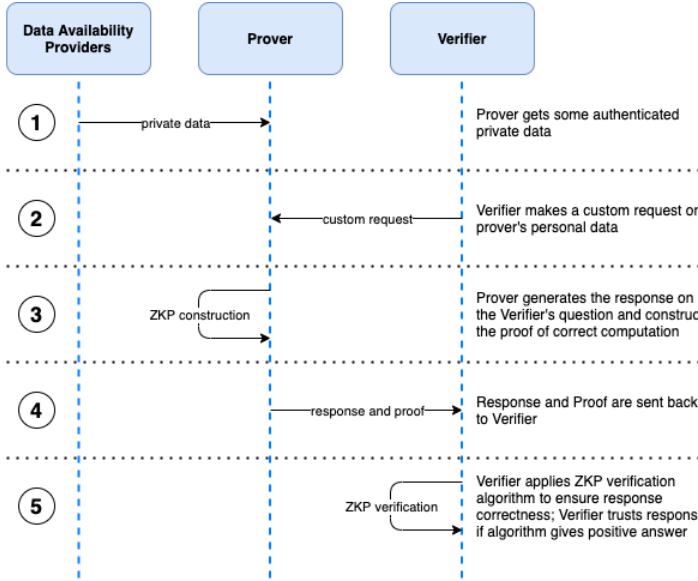 Data Availability
Providers
Prover
Verifier
1
private data
Prover gets some authenticated
private data
2
custom request
Verifier makes a custom request on
prover's personal data
3
ZKP construction
Prover generates the response on
the Verifier's question and construc
the proof of correct computation
4
response and proof
Response and Proof are sent back
to Verifier
5
ZKP verification
Verifier applies ZKP verification
algorithm to ensure response
correctness; Verifier trusts respons
if algorithm gives positive answer